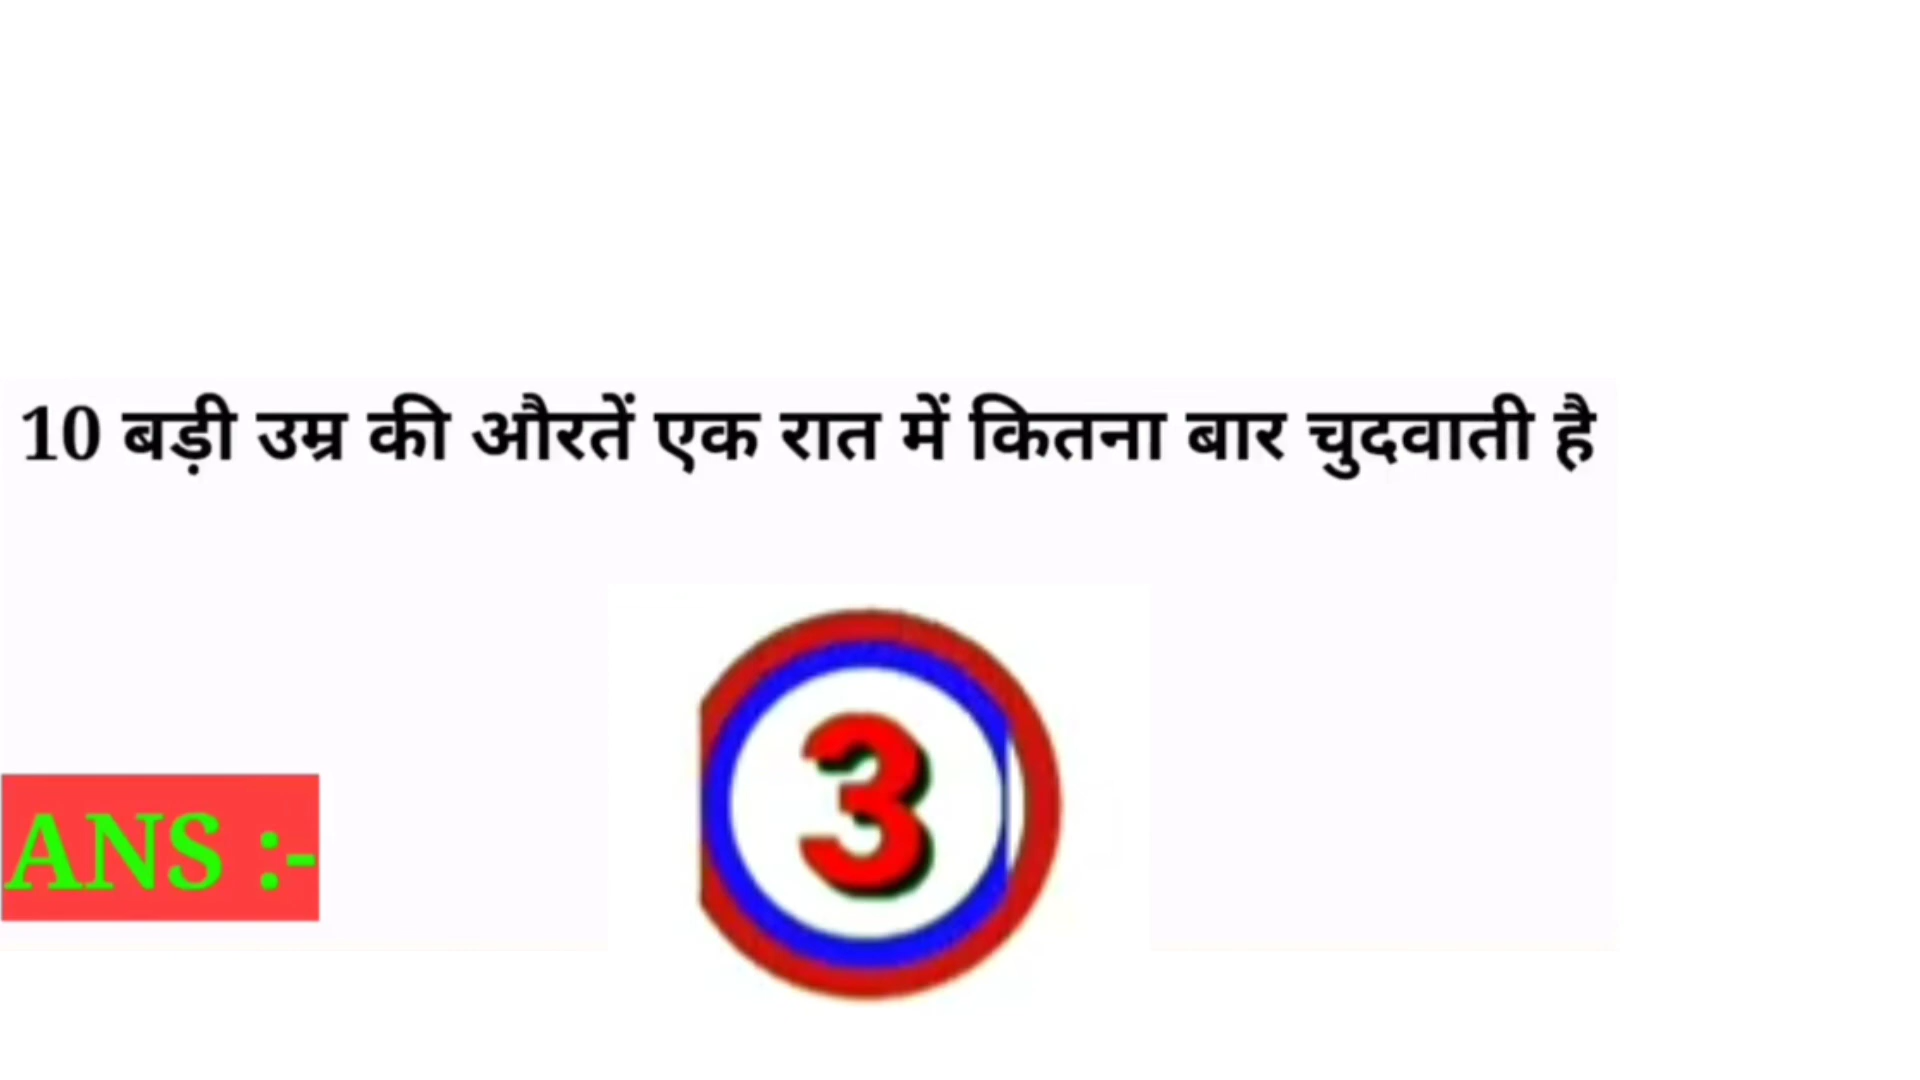 10 बड़ी उम्र की औरतें एक रात में कितना बार चुदवाती है
3
ANS :-